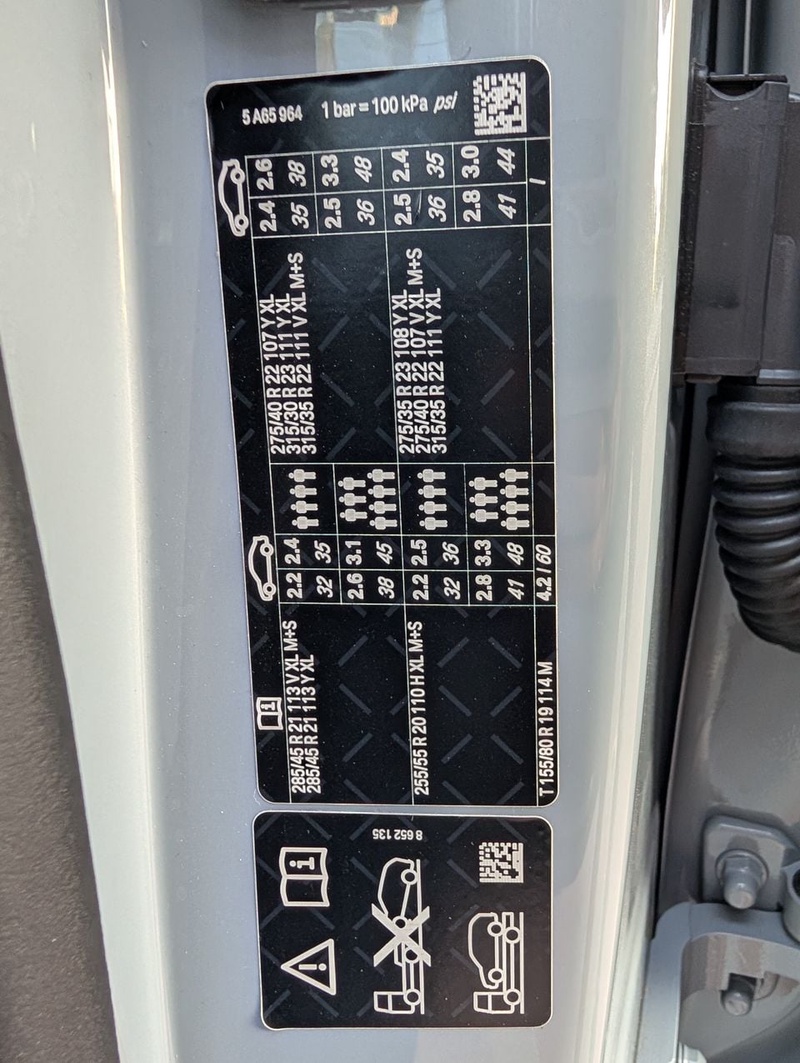 5 A65 964 1 bar = 100 kPa psi
285/45 R 21 113 V XL M+S 2.2 2.4 275/40 R 22 107 Y XL 2.4 2.6
285/45 R 21 113 Y XL 32 35 315/30 R 23 111 Y XL 35 38
315/35 R 22 111 V XL M+S
2.6 3.1 2.5 3.3
38 45 36 48
255/55 R 20 110 H XL M+S 2.2 2.5 275/35 R 23 108 Y XL 2.5 2.4
32 36 275/40 R 22 107 V XL M+S 36 35
315/35 R 22 111 Y XL
2.8 3.3 2.8 3.0
41 48 41 44
T 155/80 R 19 114 M 4.2 / 60 /
8 652 135